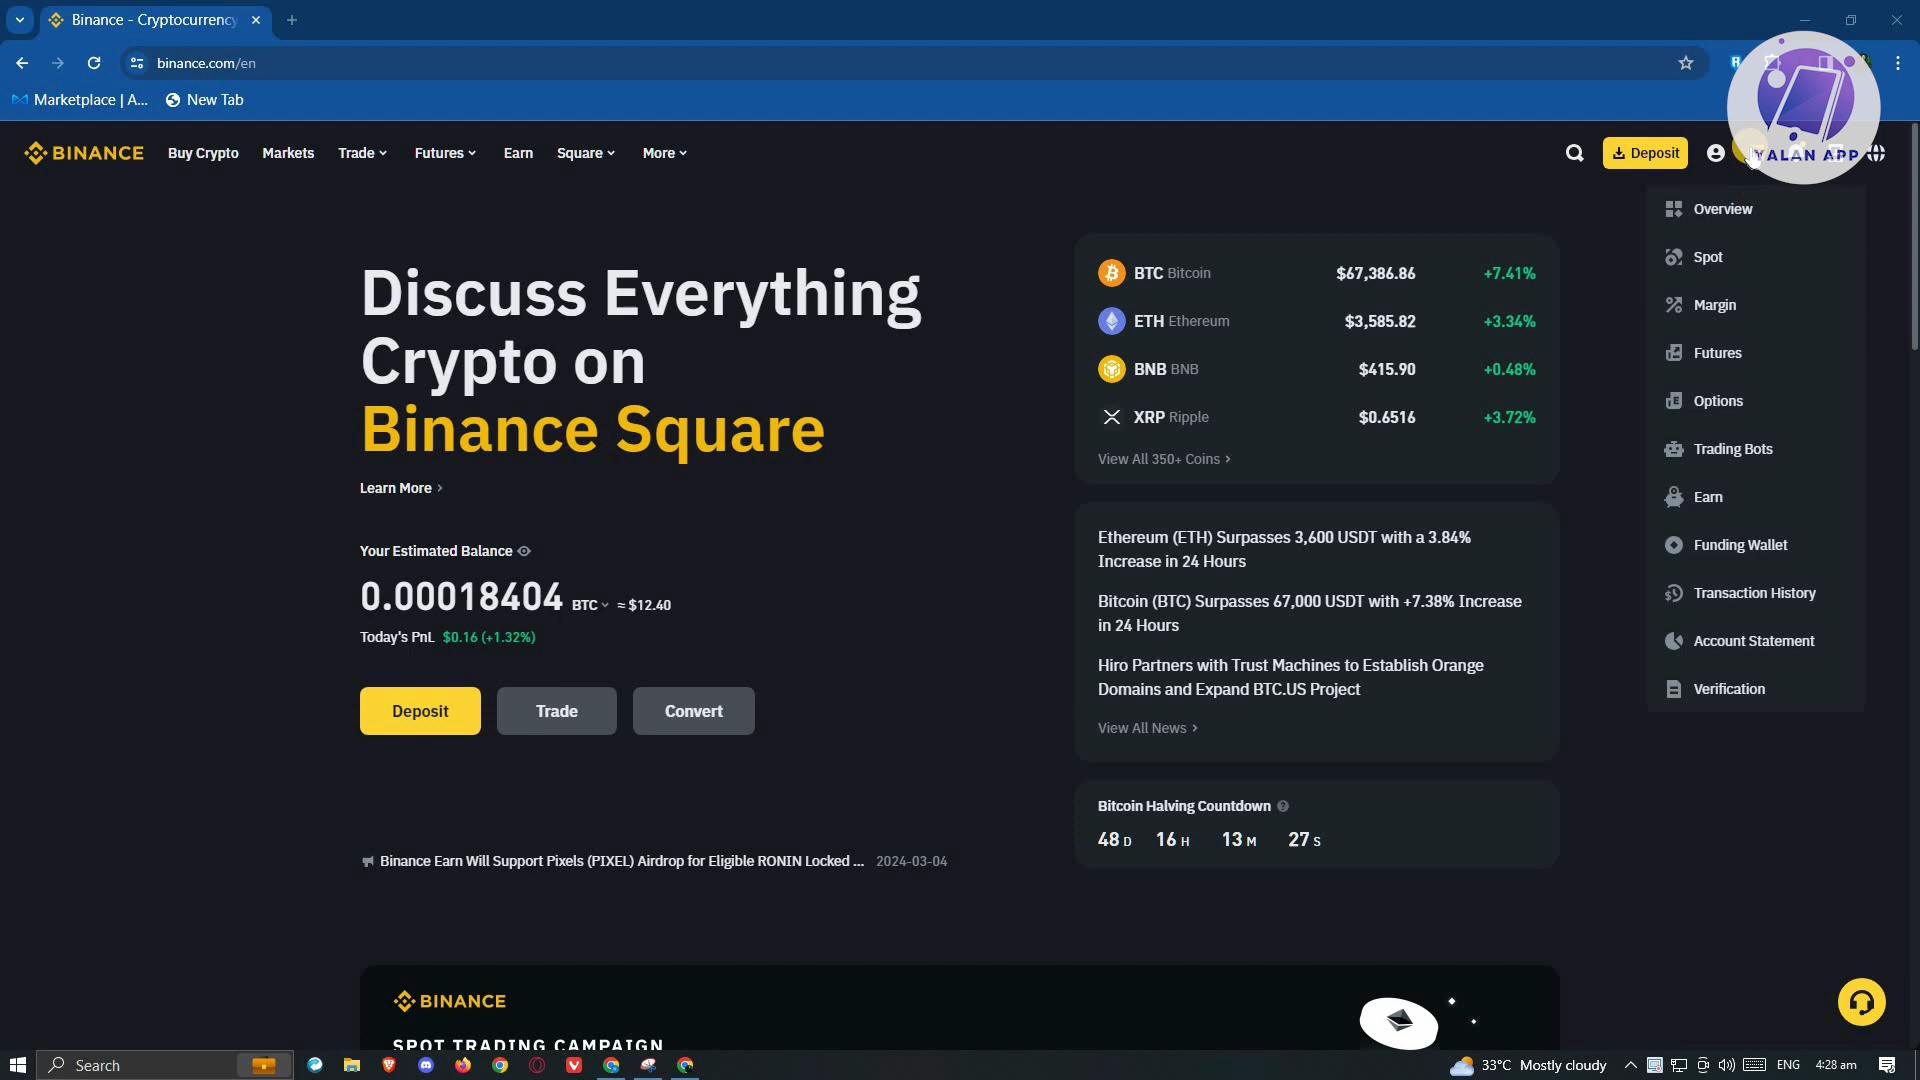 Binance - Cryptocurrency
binance.com/en
Marketplace | A...
New Tab
BINANCE
Buy Crypto
Markets
Trade
Futures
Earn
Square
More
Deposit
YALAN APP
Overview
Spot
Margin
Futures
Options
Trading Bots
Earn
Funding Wallet
Transaction History
Account Statement
Verification
Discuss Everything
Crypto on
Binance Square
Learn More
Your Estimated Balance
0.00018404 BTC ≈ $12.40
Today's PnL $0.16 (+1.32%)
Deposit
Trade
Convert
Binance Earn Will Support Pixels (PIXEL) Airdrop for Eligible RONIN Locked ... 2024-03-04
BTC Bitcoin $67,386.86 +7.41%
ETH Ethereum $3,585.82 +3.34%
BNB BNB $415.90 +0.48%
XRP Ripple $0.6516 +3.72%
View All 350+ Coins
Ethereum (ETH) Surpasses 3,600 USDT with a 3.84%
Increase in 24 Hours
Bitcoin (BTC) Surpasses 67,000 USDT with +7.38% Increase
in 24 Hours
Hiro Partners with Trust Machines to Establish Orange
Domains and Expand BTC.US Project
View All News
Bitcoin Halving Countdown
48 D 16 H 13 M 27 S
BINANCE
SPOT TRADING CAMPAIGN
Search
33°C Mostly cloudy
ENG
4:28 am